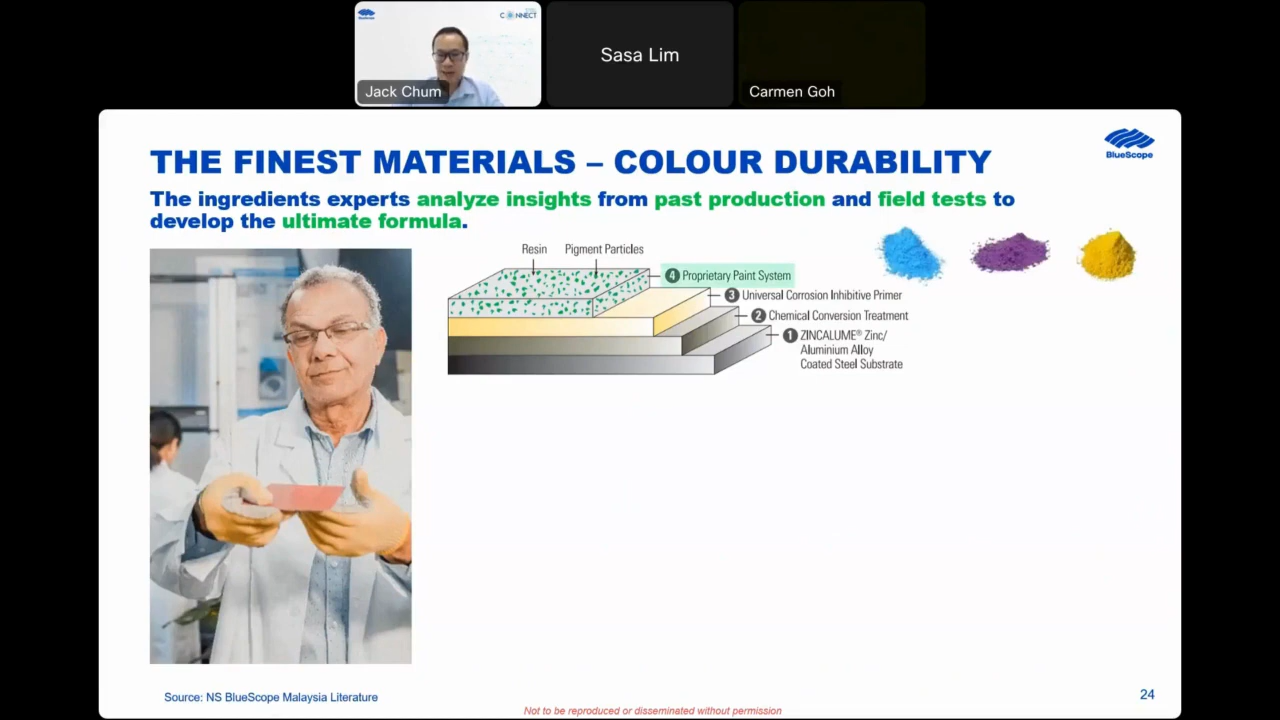 BlueScope
CONNECT
Jack Chum
Sasa Lim
Carmen Goh
THE FINEST MATERIALS – COLOUR DURABILITY
BlueScope
The ingredients experts analyze insights from past production and field tests to
develop the ultimate formula.
Resin
Pigment Particles
4 Proprietary Paint System
3 Universal Corrosion Inhibitive Primer
2 Chemical Conversion Treatment
1 ZINCALUME® Zinc/
Aluminium Alloy
Coated Steel Substrate
Source: NS BlueScope Malaysia Literature
24
Not to be reproduced or disseminated without permission